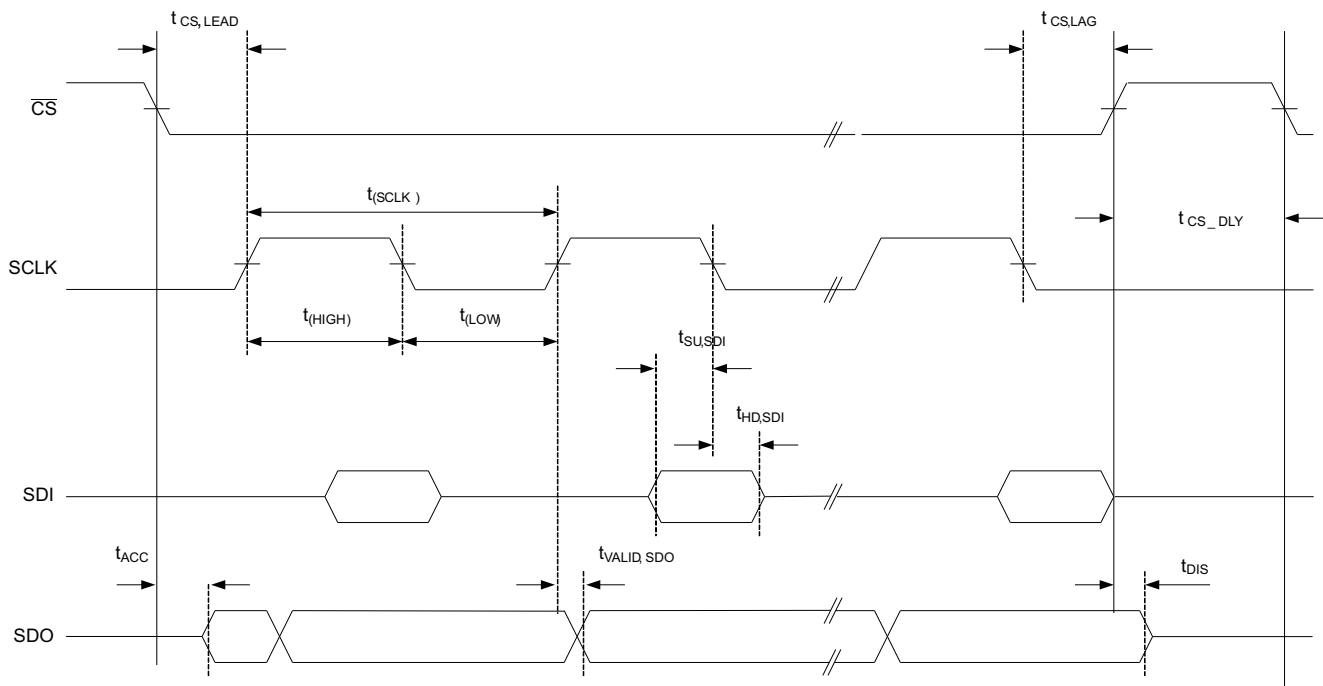 t CS, LEAD
t CS,LAG
CS
t(SCLK )
t CS_ DLY
SCLK
t(HIGH)
t(LOW)
tSU,SDI
tHD,SDI
SDI
tACC
tVALID, SDO
tDIS
SDO